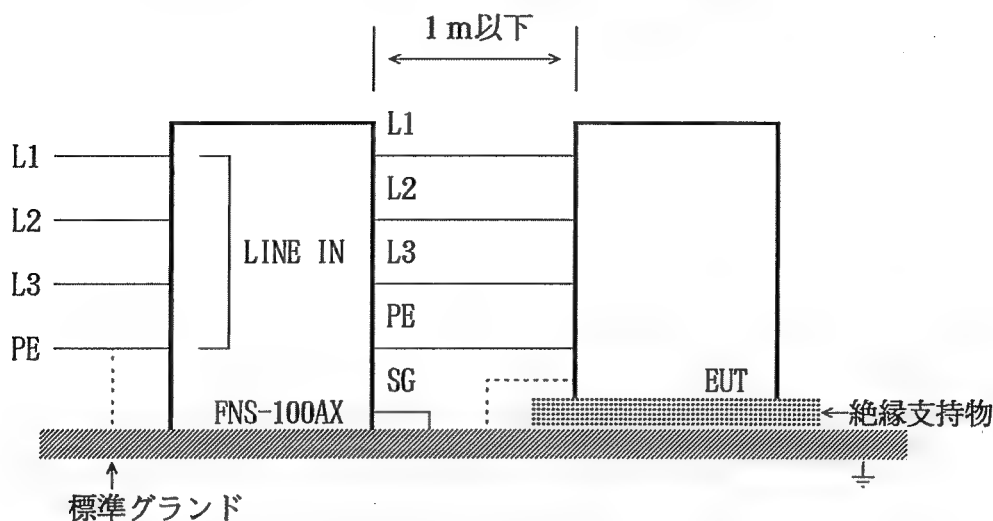 1m以下
L1
L1
L2
L2
LINE IN
L3
L3
PE
PE
SG
EUT
FNS-100AX
絶縁支持物
標準グランド